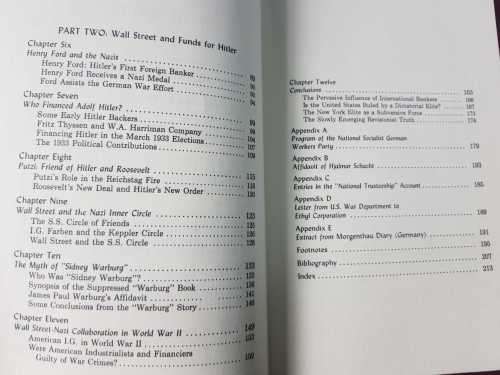 PART TWO: Wall Street and Funds for Hitler
Chapter Six
Henry Ford and the Nazis
Henry Ford: Hitler's First Foreign Banker
Henry Ford Receives a Nazi Medal
Ford Assists the German War Effort
Chapter Seven
Who Financed Adolf Hitler?
Some Early Hitler Backers
Fritz Thyssen and W.A. Harriman Company
Financing Hitler in the March 1933 Elections
The 1933 Political Contributions
Chapter Eight
Putzi: Friend of Hitler and Roosevelt
Putzi's Role in the Reichstag Fire
Roosevelt's New Deal and Hitler's New Order
Chapter Nine
Wall Street and the Nazi Inner Circle
The S.S. Circle of Friends
I.G. Farben and the Keppler Circle
Wall Street and the S.S. Circle
Chapter Ten
The Myth of "Sidney Warburg"
Who Was "Sidney Warburg"?
Synopsis of the Suppressed "Warburg" Book
James Paul Warburg's Affidavit
Some Conclusions from the "Warburg" Story
Chapter Eleven
Wall Street-Nazi Collaboration in World War II
American I.G. in World War II
Were American Industrialists and Financiers
Guilty of War Crimes?
Chapter Twelve
Conclusions
The Pervasive Influence of International Bankers
Is the United States Ruled by a Dictatorial Elite?
The New York Elite as a Subversive Force
The Slowly Emerging Revisionist Truth
Appendix A
Program of the National Socialist German
Workers Party 179
Appendix B
Affidavit of Hjalmar Schacht
Appendix C
Entries in the "National Trusteeship" Account
Appendix D
Letter from U.S. War Department to
Ethyl Corporation
Appendix E
Extract from Morgenthau Diary (Germany)
Footnotes
Bibliography
Index